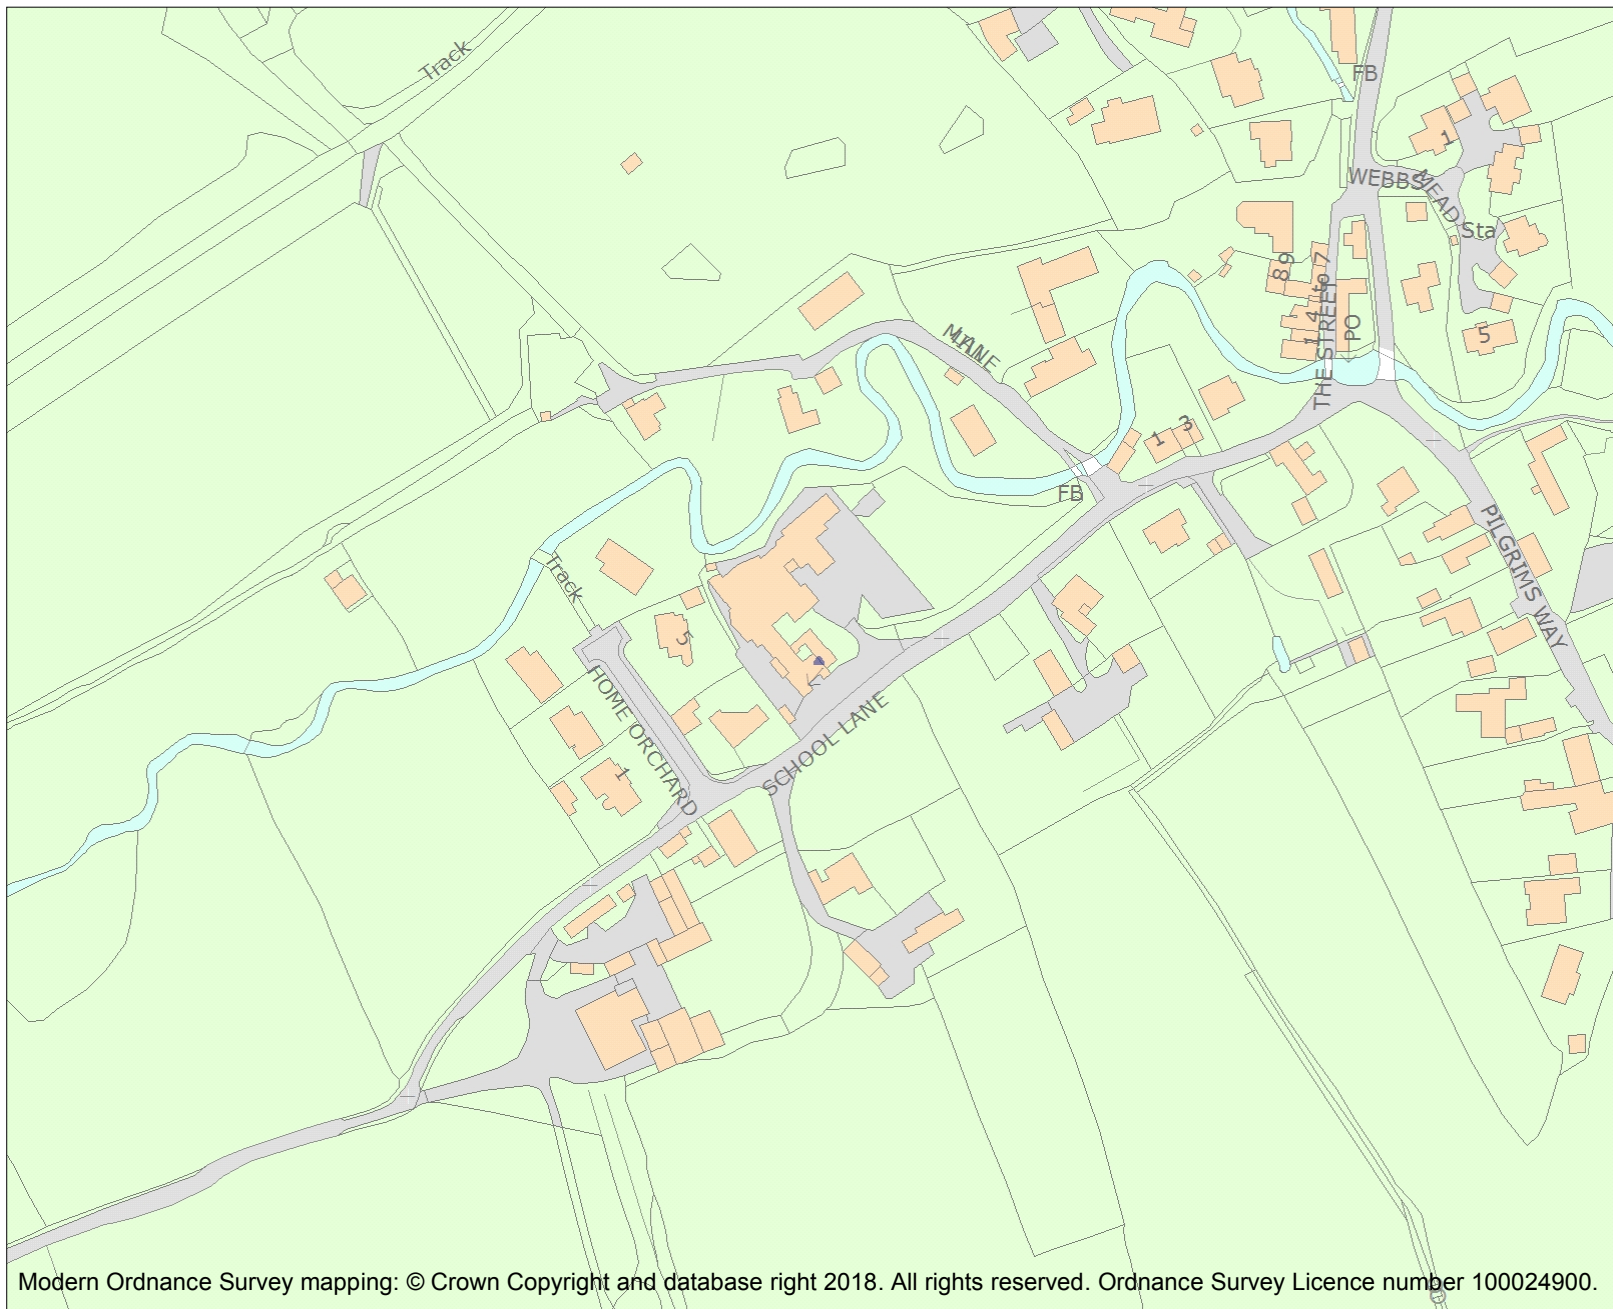 Track
FB
1
WEBBS
MEAD
Sta
8 9
1 4 to 7
THE STREET
PO
5
LANE
1
3
FB
PILGRIMS WAY
Track
5
HOME ORCHARD
1
SCHOOL LANE
Modern Ordnance Survey mapping: © Crown Copyright and database right 2018. All rights reserved. Ordnance Survey Licence number 100024900.